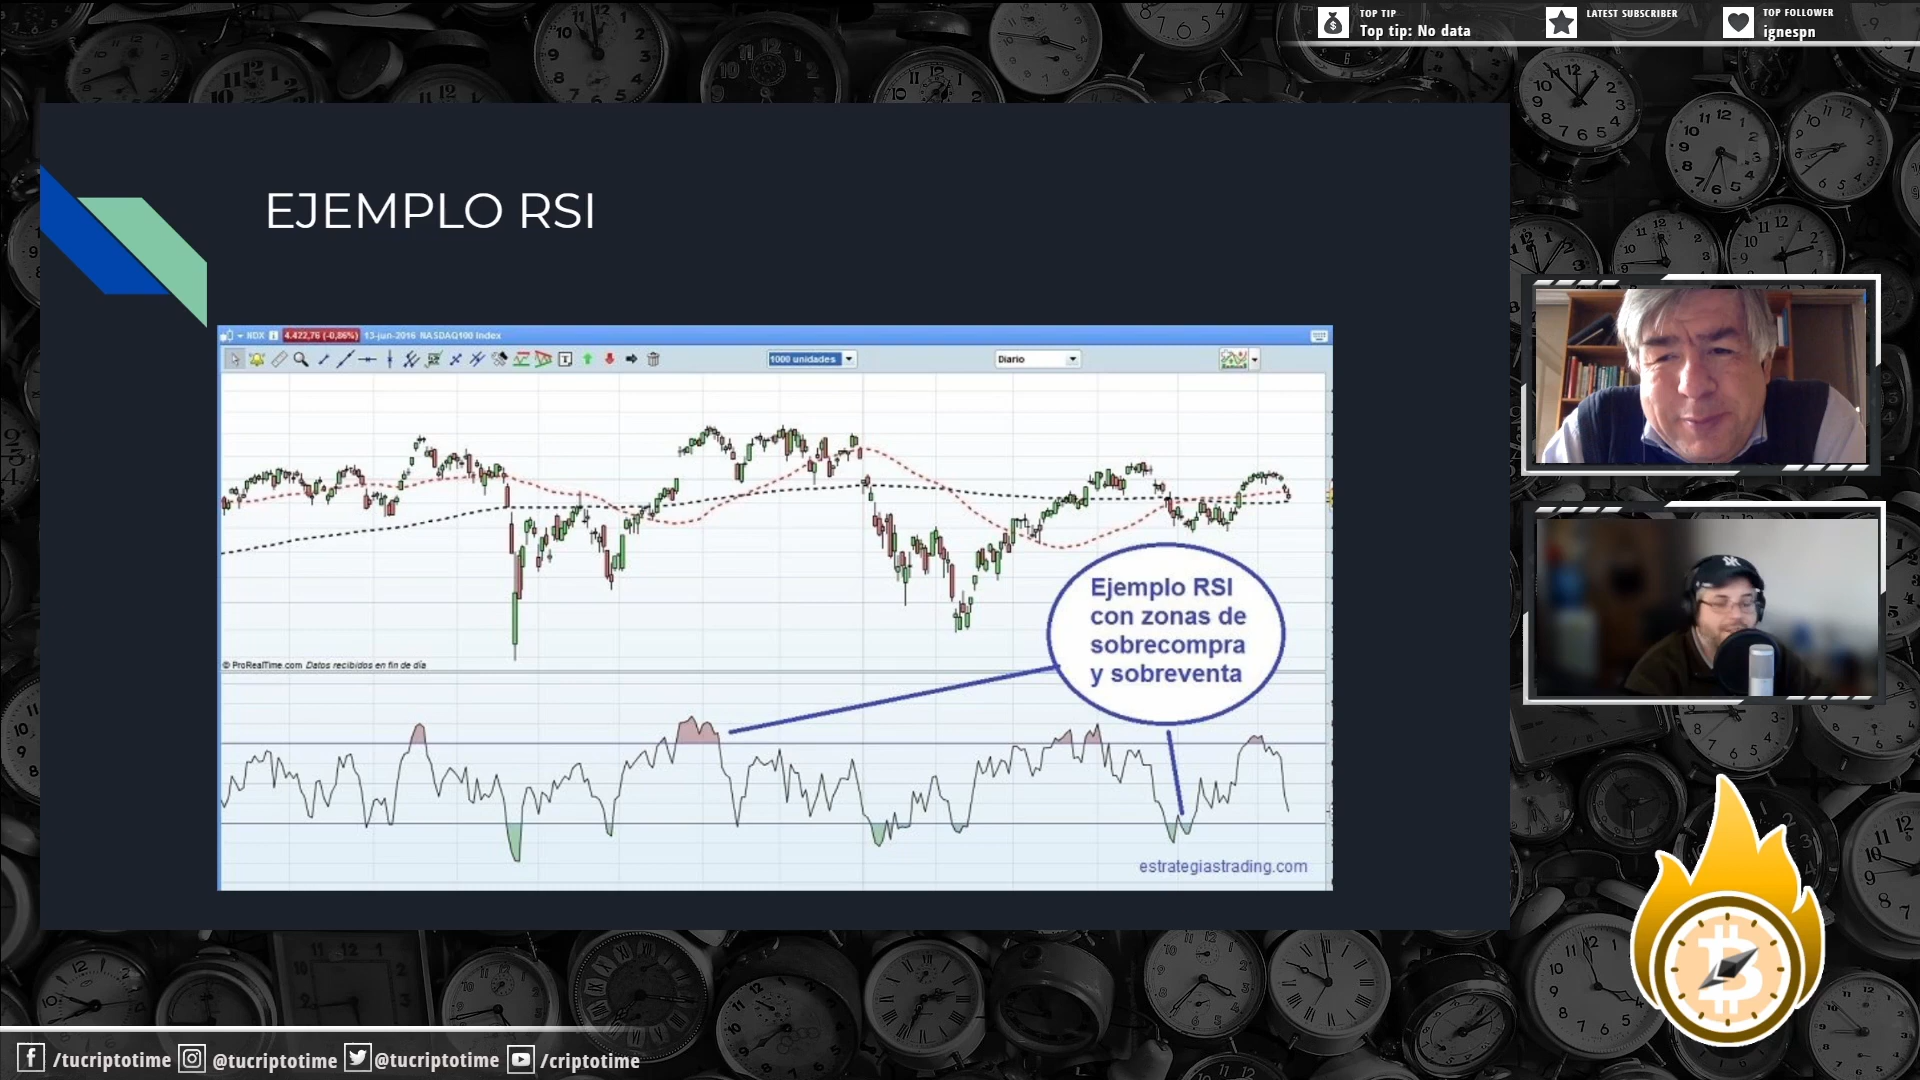 TOP TIP
Top tip: No data
LATEST SUBSCRIBER
TOP FOLLOWER
ignespn
EJEMPLO RSI
NDX 4.422,76 (-0,86%) 13-jun-2016 NASDAQ100 Index
1000 unidades
Diario
Ejemplo RSI
con zonas de
sobrecompra
y sobreventa
© ProRealTime.com Datos recibidos en fin de día
estrategiastrading.com
/tucriptotime @tucriptotime @tucriptotime /criptotime